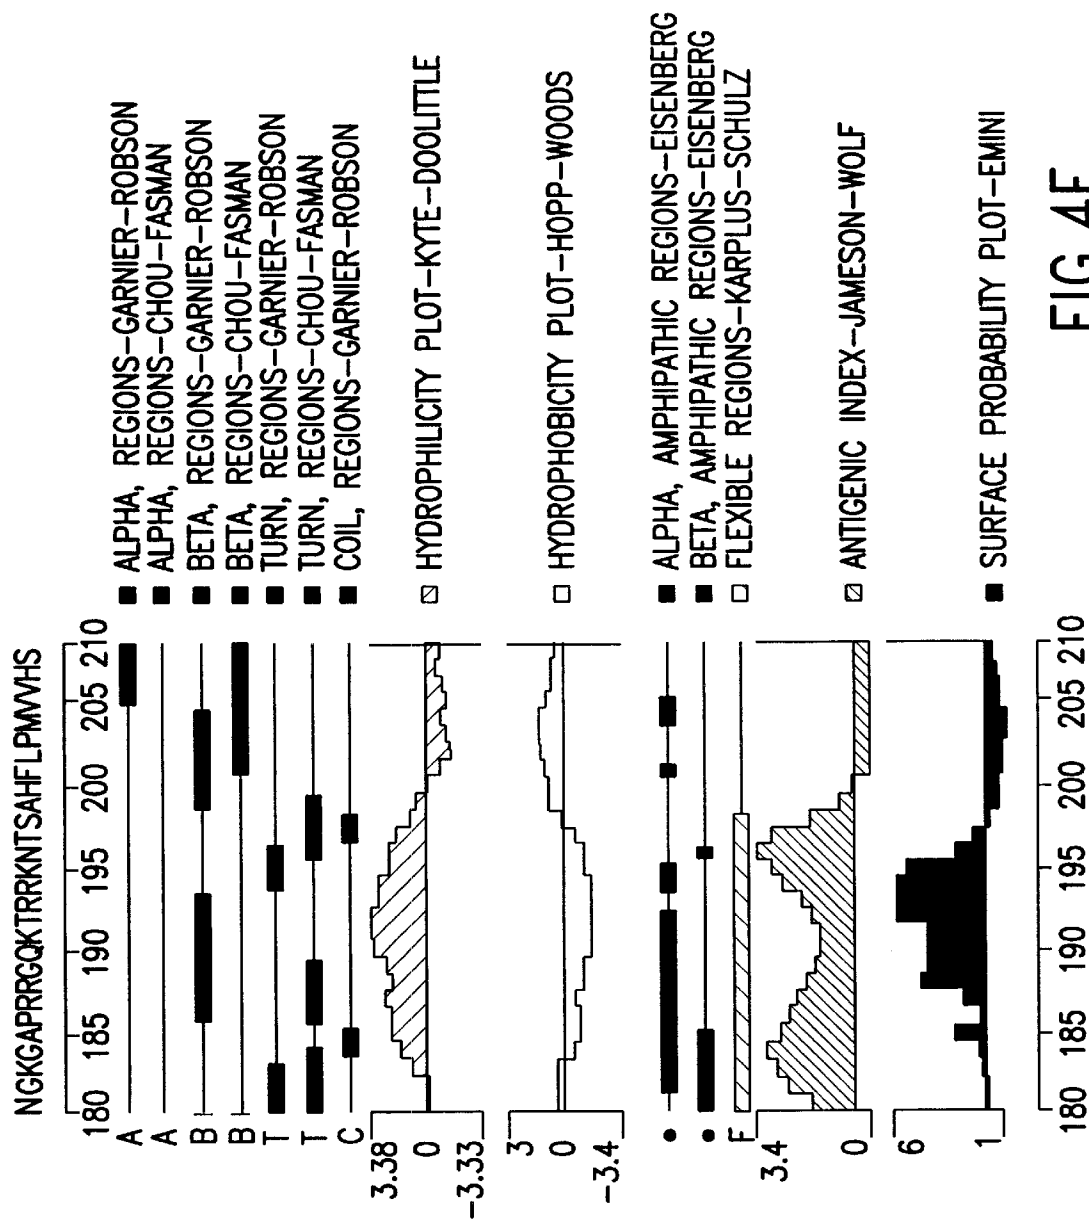 NGKGAPRRGQKTRRKNTSAHFLPMVVHS
180 185 190 195 200 205 210
A ALPHA, REGIONS-GARNIER-ROBSON
A ALPHA, REGIONS-CHOU-FASMAN
B BETA, REGIONS-GARNIER-ROBSON
B BETA, REGIONS-CHOU-FASMAN
T TURN, REGIONS-GARNIER-ROBSON
T TURN, REGIONS-CHOU-FASMAN
C COIL, REGIONS-GARNIER-ROBSON
3.38
0 HYDROPHILICITY PLOT-KYTE-DOOLITTLE
-3.33
3
0 HYDROPHOBICITY PLOT-HOPP-WOODS
-3.4
ALPHA, AMPHIPATHIC REGIONS-EISENBERG
BETA, AMPHIPATHIC REGIONS-EISENBERG
F FLEXIBLE REGIONS-KARPLUS-SCHULZ
3.4
0 ANTIGENIC INDEX-JAMESON-WOLF
6
1 SURFACE PROBABILITY PLOT-EMINI
180 185 190 195 200 205 210
FIG